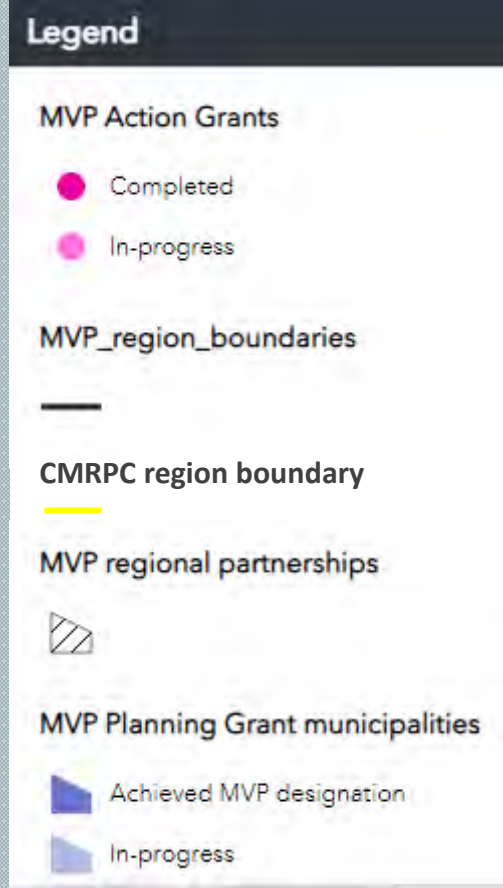 Legend
MVP Action Grants
Completed
In-progress
MVP_region_boundaries
CMRPC region boundary
MVP regional partnerships
MVP Planning Grant municipalities
Achieved MVP designation
In-progress